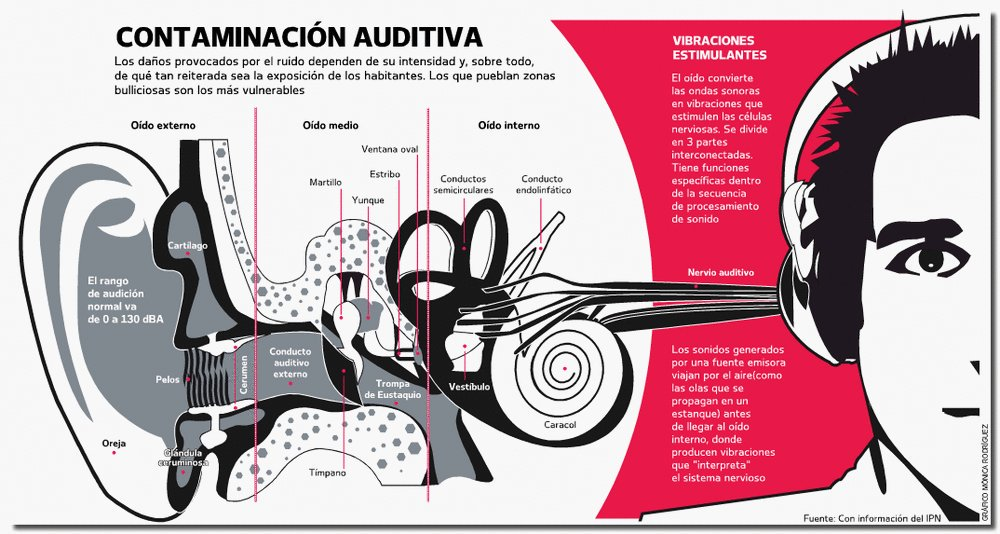 CONTAMINACIÓN AUDITIVA
Los daños provocados por el ruido dependen de su intensidad y, sobre todo,
de qué tan reiterada sea la exposición de los habitantes. Los que pueblan zonas
bulliciosas son los más vulnerables
Oído externo
Oído medio
Oído interno
Ventana oval
Estribo
Martillo
Yunque
Conductos
semicirculares
Conducto
endolinfático
Cartílago
El rango
de audición
normal va
de 0 a 130 dBA
Pelos
Cerumen
Conducto
auditivo
externo
Trompa
de Eustaquio
Vestíbulo
Caracol
Oreja
Glándula
ceruminosa
Tímpano
VIBRACIONES
ESTIMULANTES
El oído convierte
las ondas sonoras
en vibraciones que
estimulen las células
nerviosas. Se divide
en 3 partes
interconectadas.
Tiene funciones
específicas dentro
de la secuencia
de procesamiento
de sonido
Nervio auditivo
Los sonidos generados
por una fuente emisora
viajan por el aire(como
las olas que se
propagan en un
estanque) antes
de llegar al oído
interno, donde
producen vibraciones
que "interpreta"
el sistema nervioso
Fuente: Con información del IPN
GRÁFICO MÓNICA RODRÍGUEZ